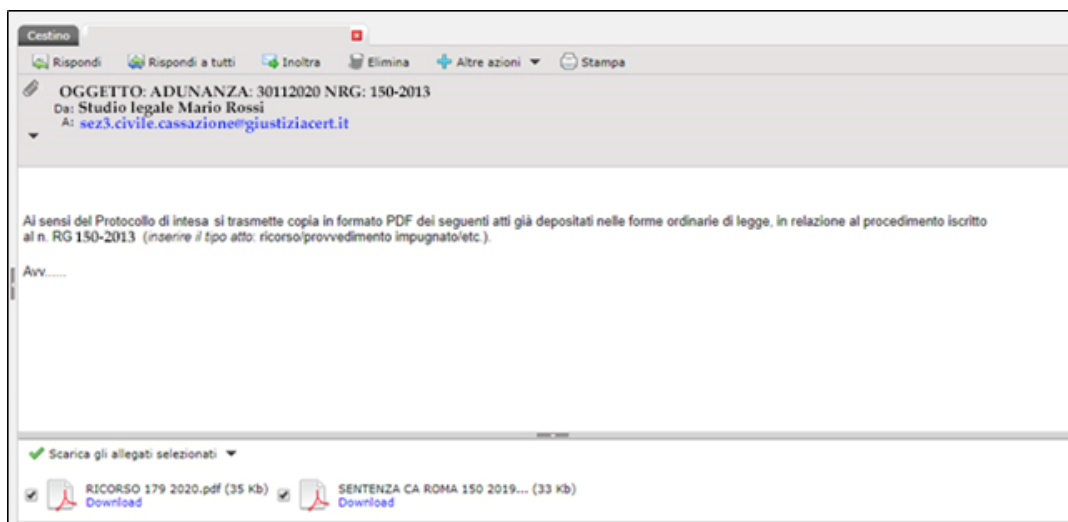 Cestino
Rispondi Rispondi a tutti Inoltra Elimina Altre azioni Stampa
OGGETTO: ADUNANZA: 30112020 NRG: 150-2013
Da: Studio legale Mario Rossi
A: sez3.civile.cassazione@giustiziacert.it
Ai sensi del Protocollo di intesa si trasmette copia in formato PDF dei seguenti atti già depositati nelle forme ordinarie di legge, in relazione al procedimento iscritto
al n. RG 150-2013 (inserire il tipo atto: ricorso/provvedimento impugnato/etc.).
Avv......
Scarica gli allegati selezionati
RICORSO 179 2020.pdf (35 Kb) SENTENZA CA ROMA 150 2019... (33 Kb)
Download Download